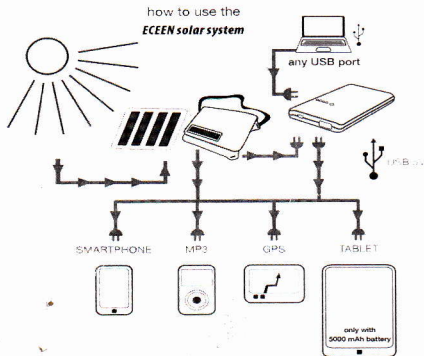 how to use the
ECEEN solar system
any USB port
USB
SMARTPHONE
MP3
GPS
TABLET
only with
5000 mAh battery